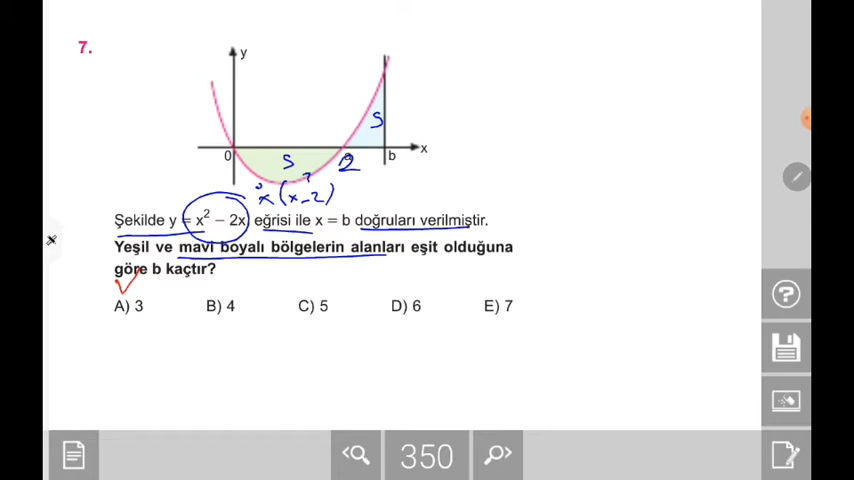 7.
y
S
0
S
2
b
x
x(x-2)
Şekilde y = x² − 2x eğrisi ile x = b doğruları verilmiştir.
Yeşil ve mavi boyalı bölgelerin alanları eşit olduğuna
göre b kaçtır?
A) 3 B) 4 C) 5 D) 6 E) 7
350